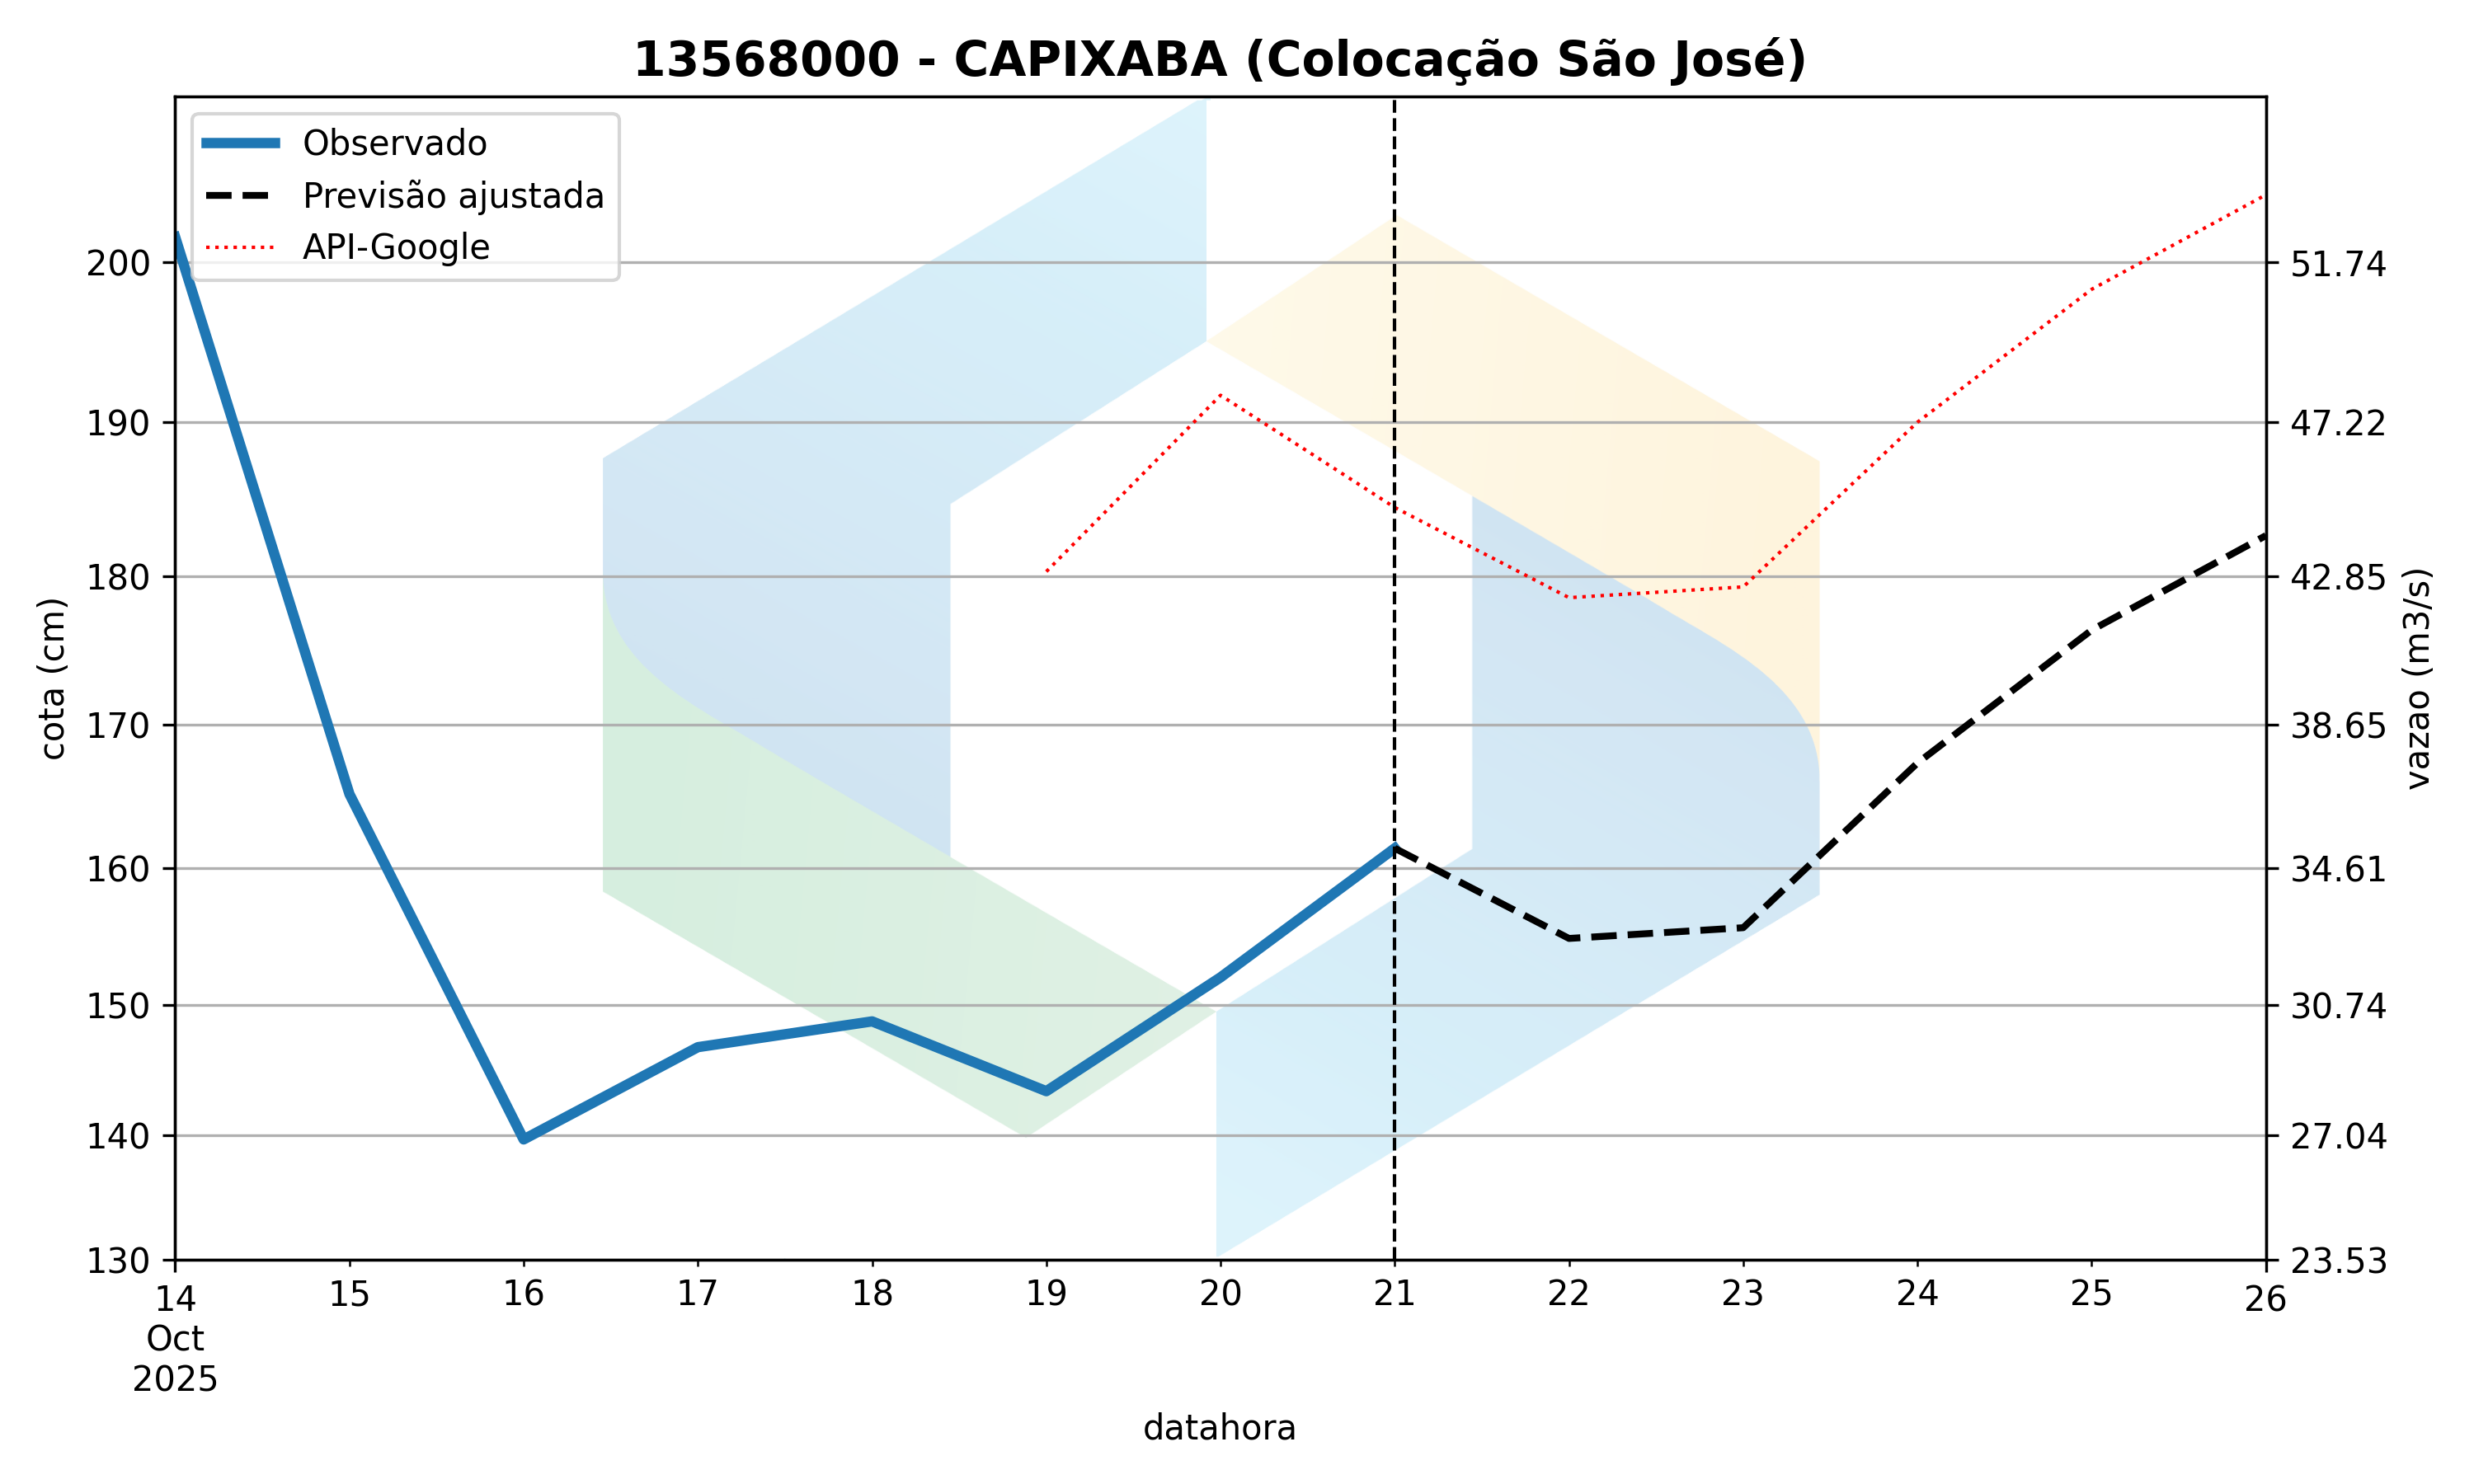 13568000 - CAPIXABA (Colocação São José)
Observado
Previsão ajustada
API-Google
200
190
180
170
160
150
140
130
cota (cm)
51.74
47.22
42.85
38.65
34.61
30.74
27.04
23.53
vazao (m3/s)
14 15 16 17 18 19 20 21 22 23 24 25 26
Oct
2025
datahora